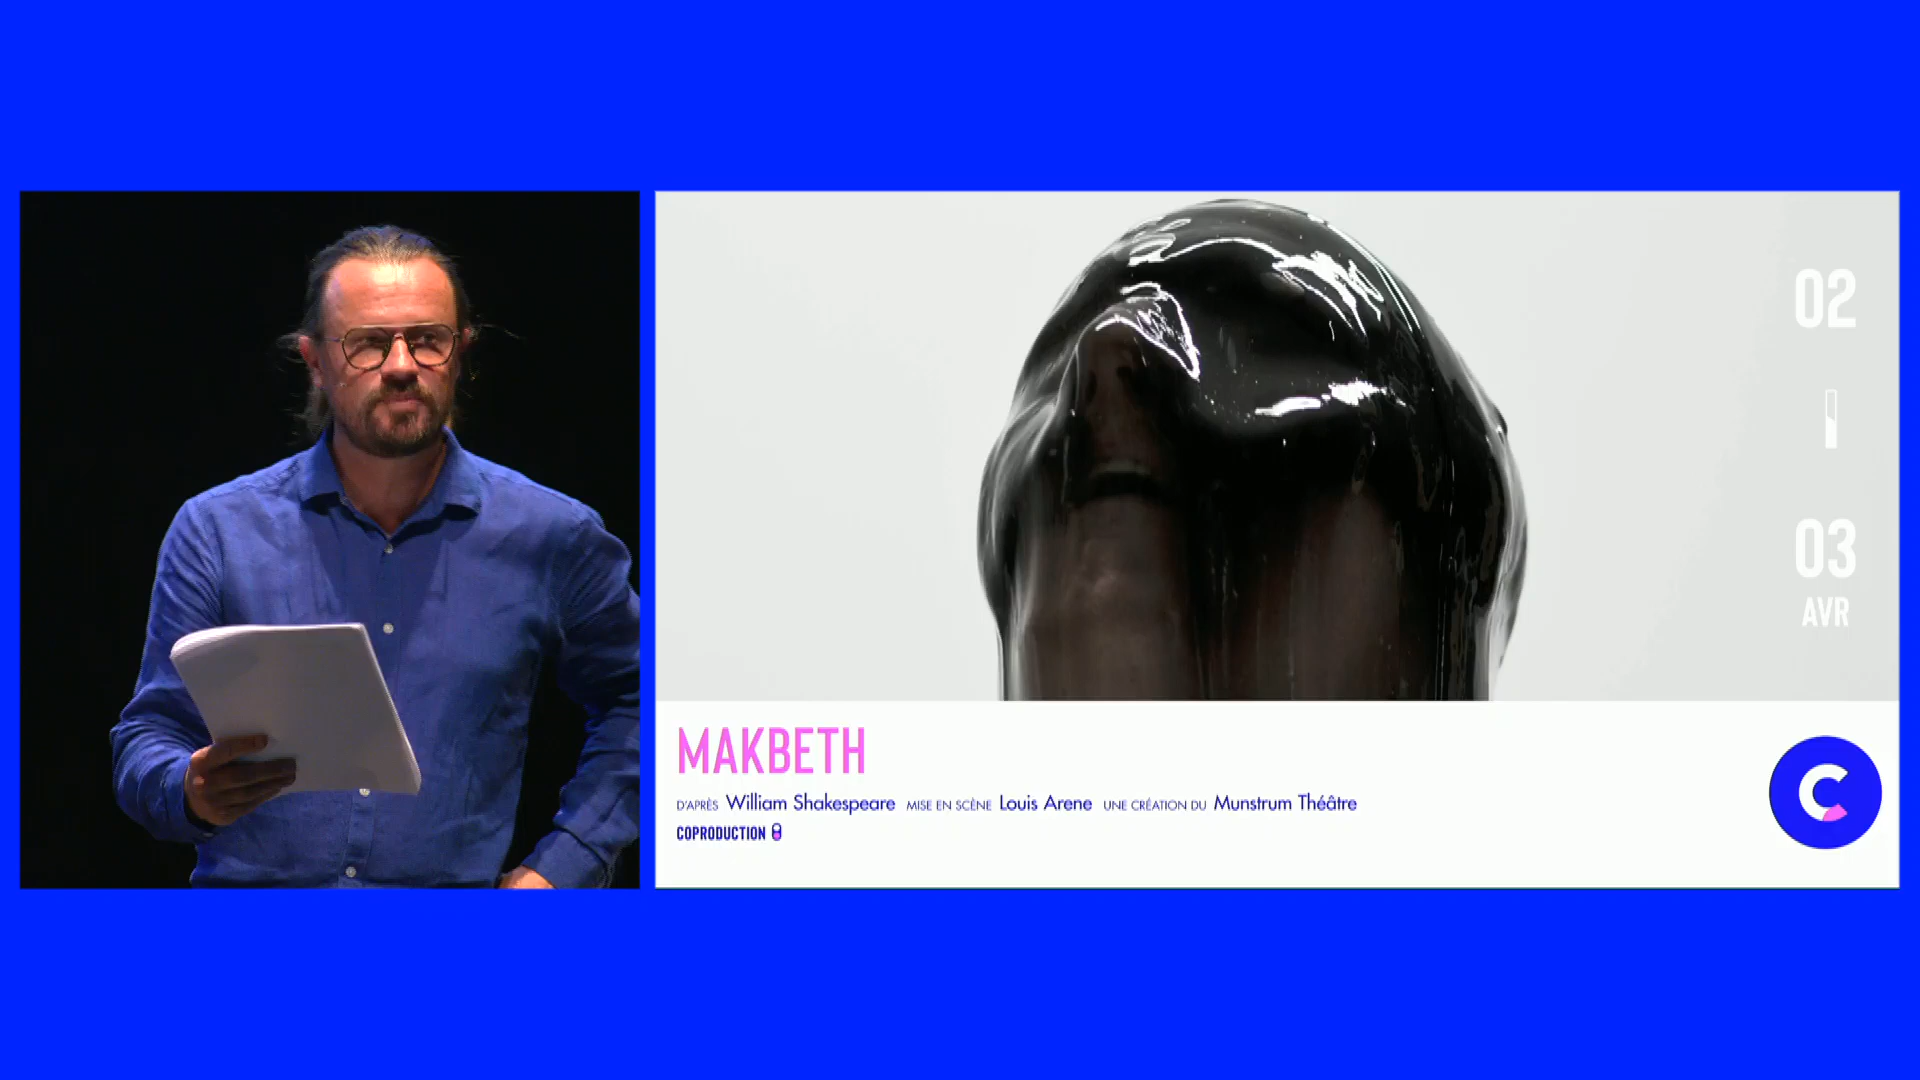 02
03
AVR
MAKBETH
D'APRÈS William Shakespeare MISE EN SCÈNE Louis Arene UNE CRÉATION DU Munstrum Théâtre
COPRODUCTION
C